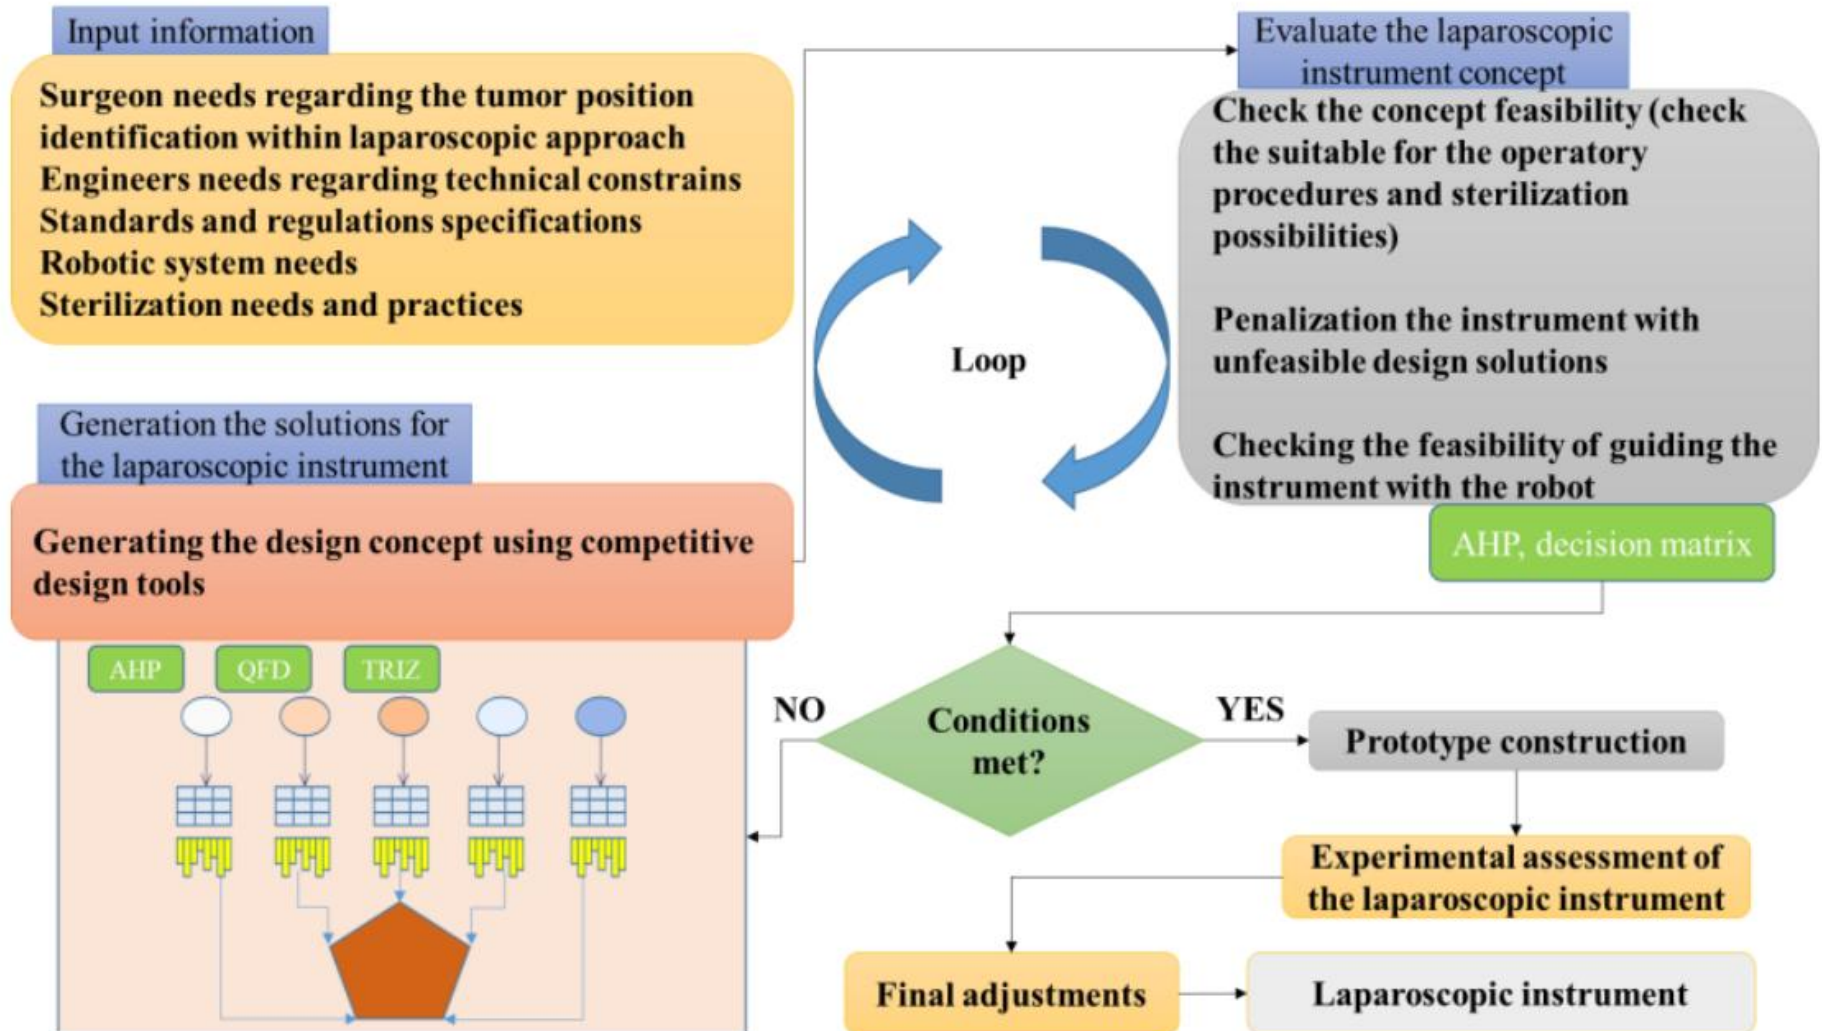 Input information
Surgeon needs regarding the tumor position
identification within laparoscopic approach
Engineers needs regarding technical constrains
Standards and regulations specifications
Robotic system needs
Sterilization needs and practices
Generation the solutions for
the laparoscopic instrument
Generating the design concept using competitive
design tools
AHP
QFD
TRIZ
Loop
Evaluate the laparoscopic
instrument concept
Check the concept feasibility (check
the suitable for the operatory
procedures and sterilization
possibilities)
Penalization the instrument with
unfeasible design solutions
Checking the feasibility of guiding the
instrument with the robot
AHP, decision matrix
NO
Conditions
met?
YES
Prototype construction
Experimental assessment of
the laparoscopic instrument
Final adjustments
Laparoscopic instrument